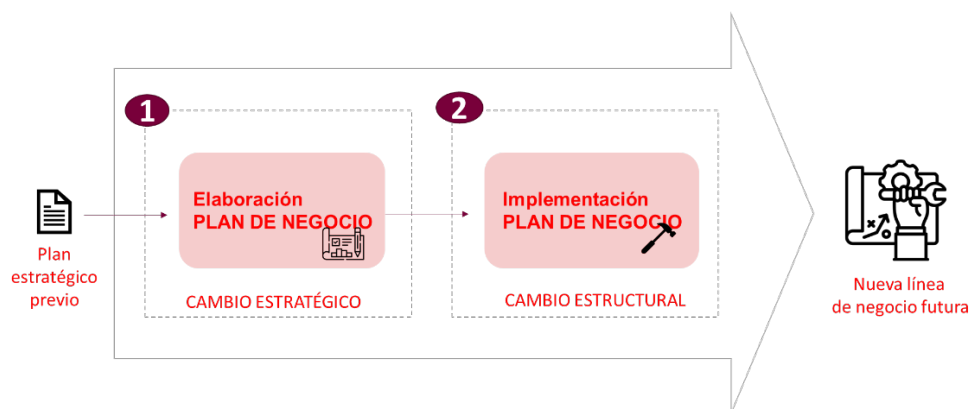 1
2
Elaboración
PLAN DE NEGOCIO
Implementación
PLAN DE NEGOCIO
Plan
estratégico
previo
CAMBIO ESTRATÉGICO
CAMBIO ESTRUCTURAL
Nueva línea
de negocio futura